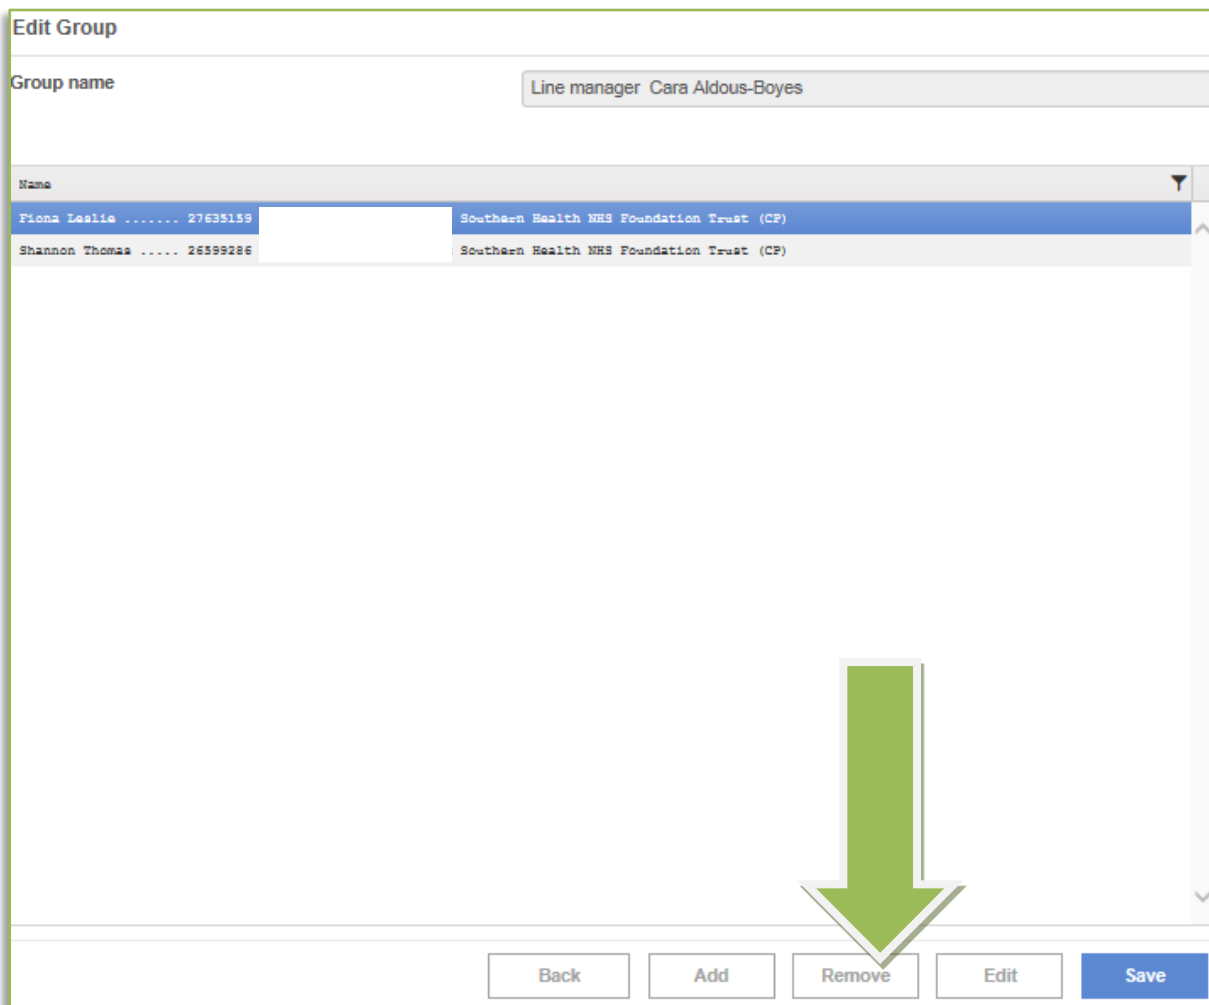 Edit Group
Group name
Line manager  Cara Aldous-Boyes
Name
Fiona Leslie ....... 27635159 Southern Health NHS Foundation Trust (CP)
Shannon Thomas ..... 26599286 Southern Health NHS Foundation Trust (CP)
Back Add Remove Edit Save